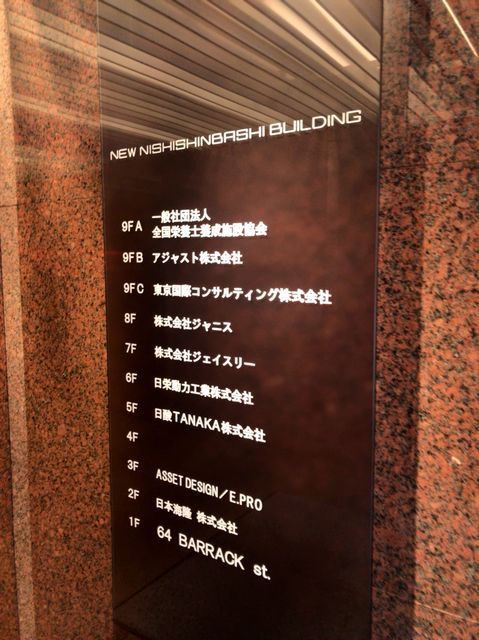 NEW NISHISHINBASHI BUILDING
9F A 一般社団法人
全国栄養士養成施設協会
9F B アジャスト株式会社
9F C 東京国際コンサルティング株式会社
8F 株式会社ジャニス
7F 株式会社ジェイスリー
6F 日栄動力工業株式会社
5F 日酸TANAKA株式会社
4F
3F ASSET DESIGN/E.PRO
2F 日本海隆 株式会社
1F 64 BARRACK st.